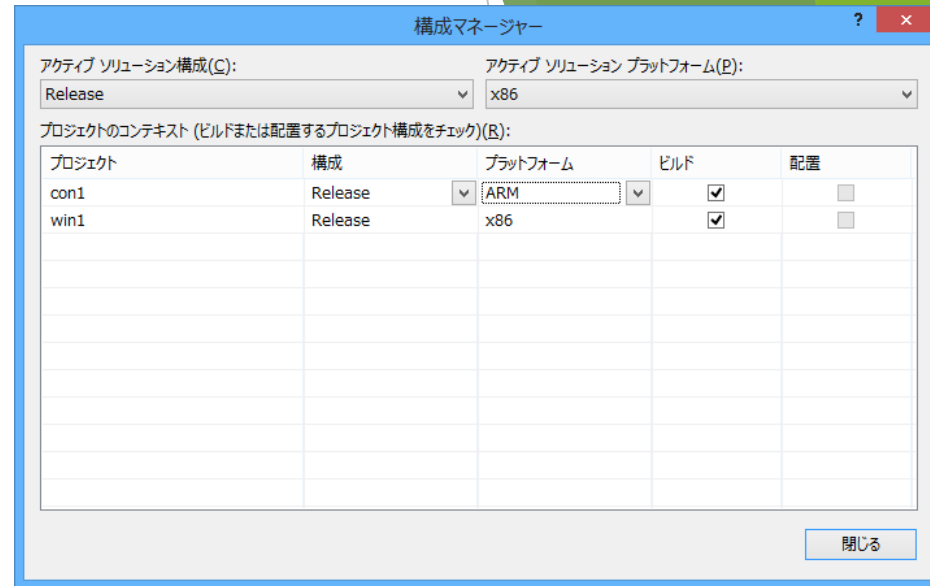 構成マネージャー
? ×
アクティブ ソリューション構成(C): アクティブ ソリューション プラットフォーム(P):
Release x86
プロジェクトのコンテキスト (ビルドまたは配置するプロジェクト構成をチェック)(R):
プロジェクト 構成 プラットフォーム ビルド 配置
con1 Release ARM
win1 Release x86
閉じる